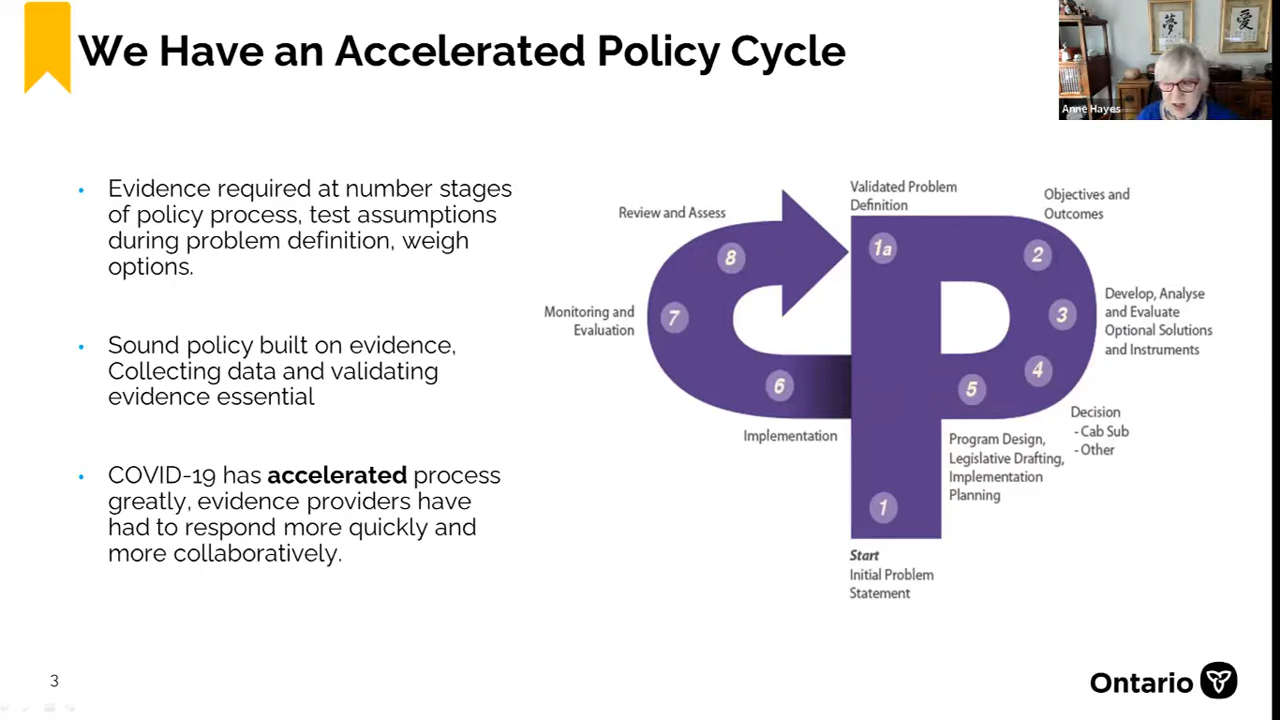 We Have an Accelerated Policy Cycle
夢
愛
Anne Hayes
• Evidence required at number stages
of policy process, test assumptions
during problem definition, weigh
options.
• Sound policy built on evidence,
Collecting data and validating
evidence essential
• COVID-19 has accelerated process
greatly, evidence providers have
had to respond more quickly and
more collaboratively.
Validated Problem
Definition
Objectives and
Outcomes
Review and Assess
8
1a
2
Monitoring and
Evaluation
7
3
Develop, Analyse
and Evaluate
Optional Solutions
and Instruments
6
5
4
Decision
- Cab Sub
- Other
Implementation
Program Design,
Legislative Drafting,
Implementation
Planning
1
Start
Initial Problem
Statement
3
Ontario